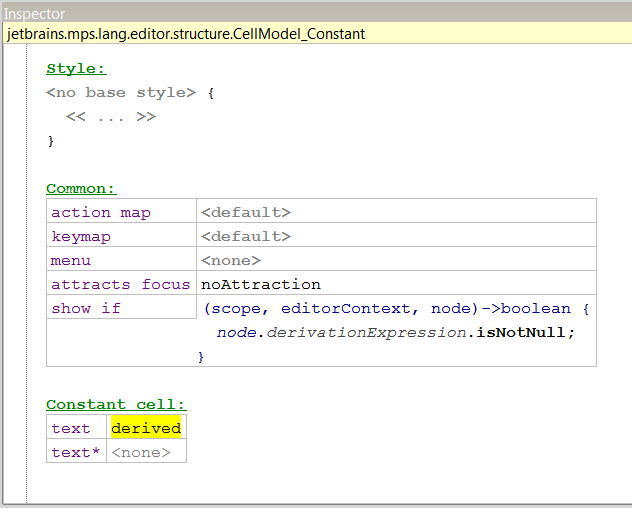 Inspector
jetbrains.mps.lang.editor.structure.CellModel_Constant
Style:
<no base style> {
<< ... >>
}
Common:
action map <default>
keymap <default>
menu <none>
attracts focus noAttraction
show if (scope, editorContext, node)->boolean {
node.derivationExpression.isNotNull;
}
Constant cell:
text derived
text* <none>